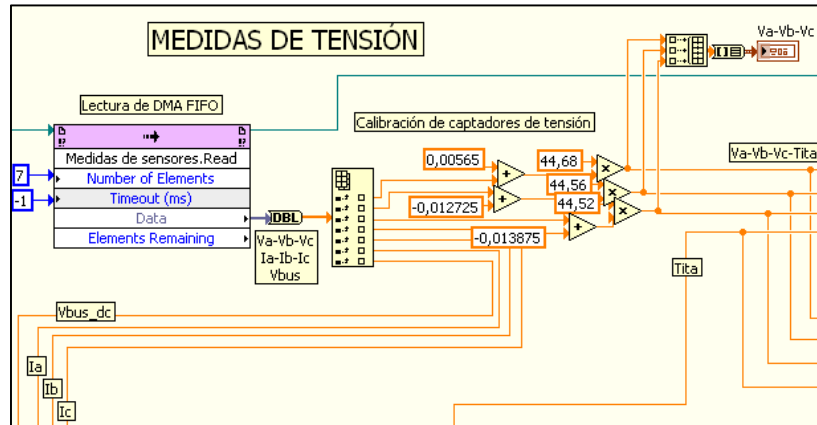 MEDIDAS DE TENSIÓN
Va-Vb-Vc
Lectura de DMA FIFO
Calibración de captadores de tensión
Medidas de sensores.Read
7
Number of Elements
-1
Timeout (ms)
Data
Elements Remaining
DBL
Va-Vb-Vc
Ia-Ib-Ic
Vbus
0,00565
44,68
-0,012725
44,56
44,52
-0,013875
Va-Vb-Vc-Tita
Tita
Vbus_dc
Ia
Ib
Ic